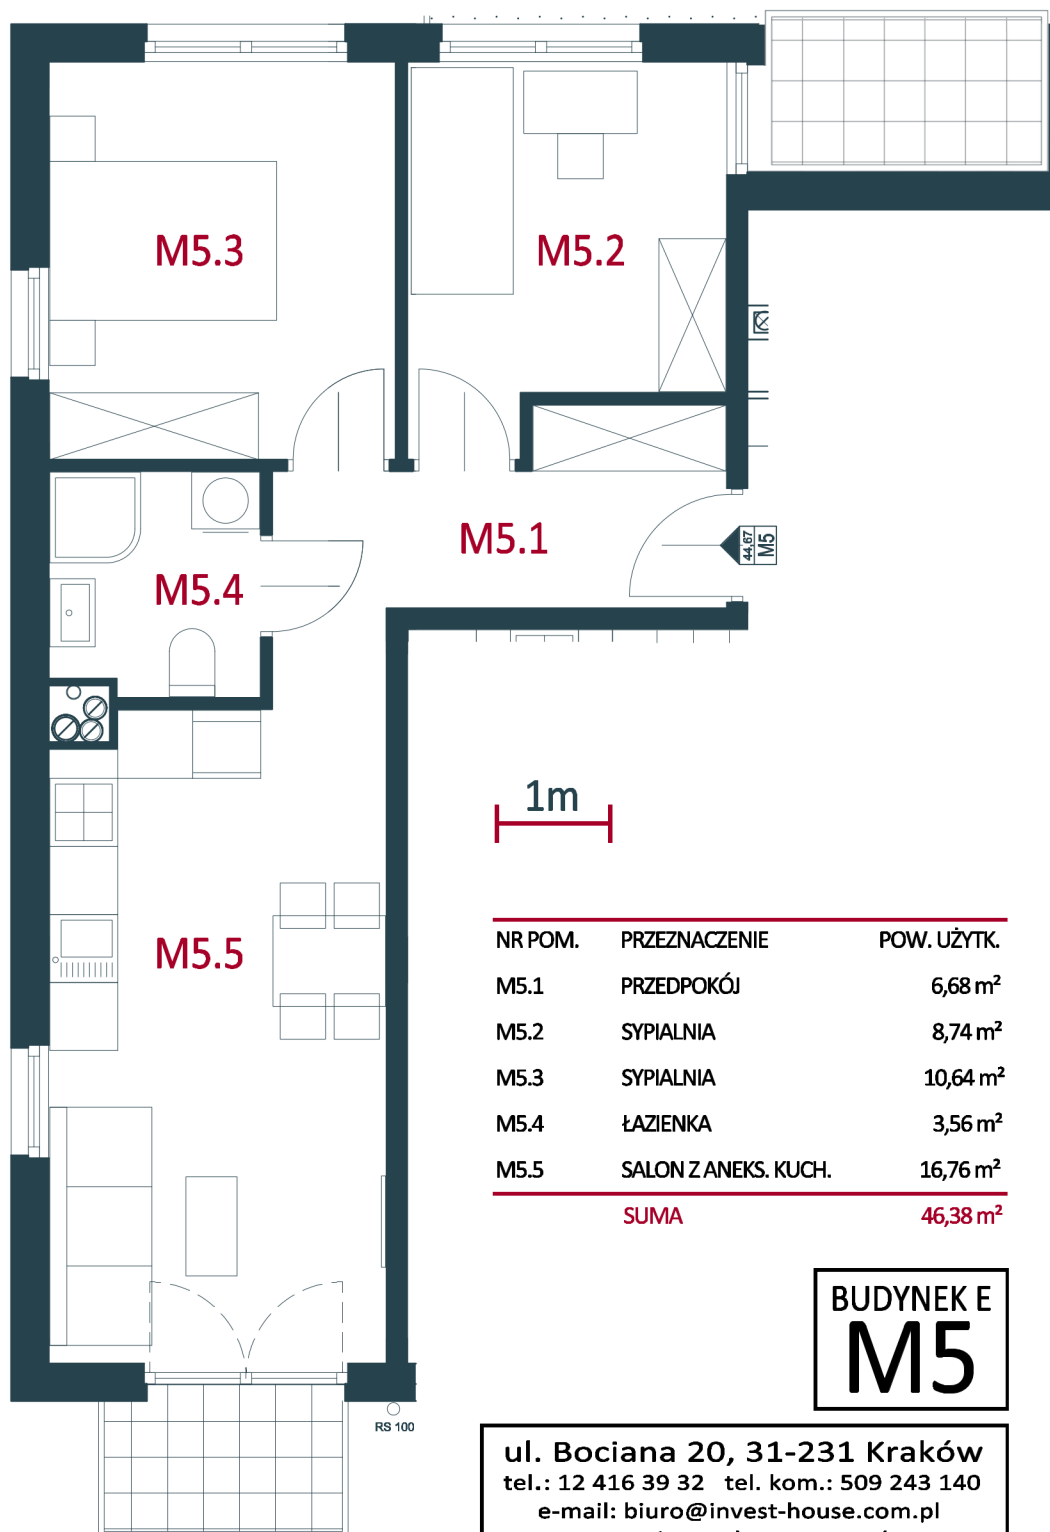 M5.3
M5.2
M5.1
44,67
M5
M5.4
M5.5
1m
NR POM. PRZEZNACZENIE POW. UŻYTK.
M5.1 PRZEDPOKÓJ 6,68 m²
M5.2 SYPIALNIA 8,74 m²
M5.3 SYPIALNIA 10,64 m²
M5.4 ŁAZIENKA 3,56 m²
M5.5 SALON Z ANEKS. KUCH. 16,76 m²
SUMA 46,38 m²
BUDYNEK E
M5
RS 100
ul. Bociana 20, 31-231 Kraków
tel.: 12 416 39 32 tel. kom.: 509 243 140
e-mail: biuro@invest-house.com.pl